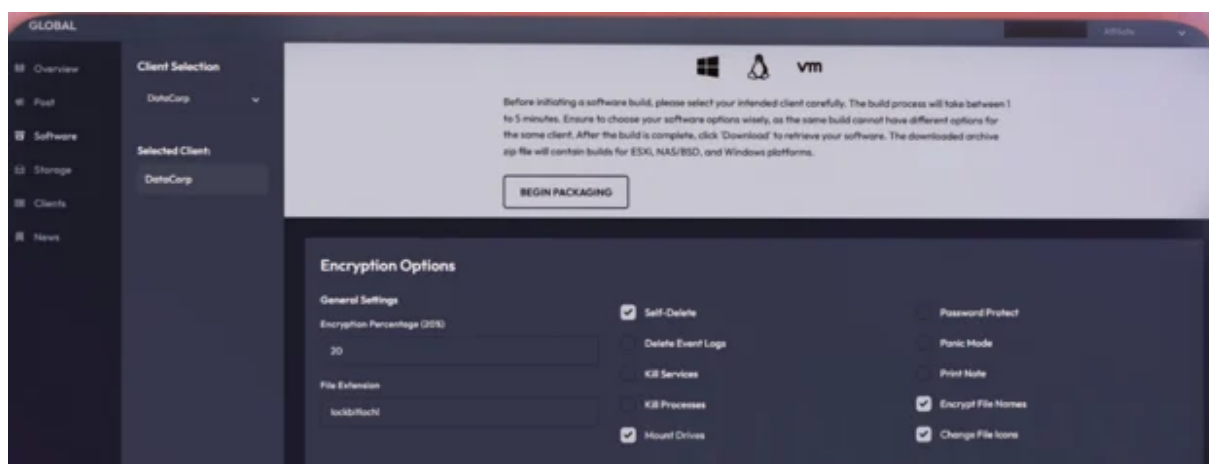 GLOBAL
Affiliate
Overview
Post
Software
Storage
Clients
News
Client Selection
DataCorp
Selected Client:
DataCorp
vm
Before initiating a software build, please select your intended client carefully. The build process will take between 1
to 5 minutes. Ensure to choose your software options wisely, as the same build cannot have different options for
the same client. After the build is complete, click 'Download' to retrieve your software. The downloaded archive
zip file will contain builds for ESXi, NAS/BSD, and Windows platforms.
BEGIN PACKAGING
Encryption Options
General Settings
Encryption Percentage (20%)
20
File Extension
Self-Delete
Delete Event Logs
Kill Services
Kill Processes
Mount Drives
Password Protect
Panic Mode
Print Note
Encrypt File Names
Change File Icons